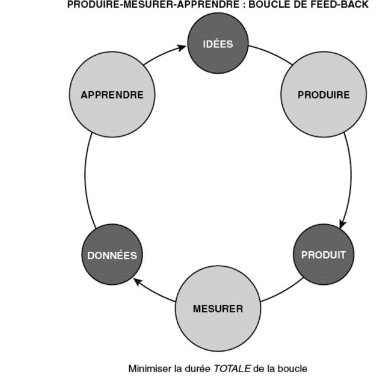 PRODUIRE-MESURER-APPRENDRE : BOUCLE DE FEED-BACK
IDÉES
APPRENDRE
PRODUIRE
DONNÉES
PRODUIT
MESURER
Minimiser la durée TOTALE de la boucle